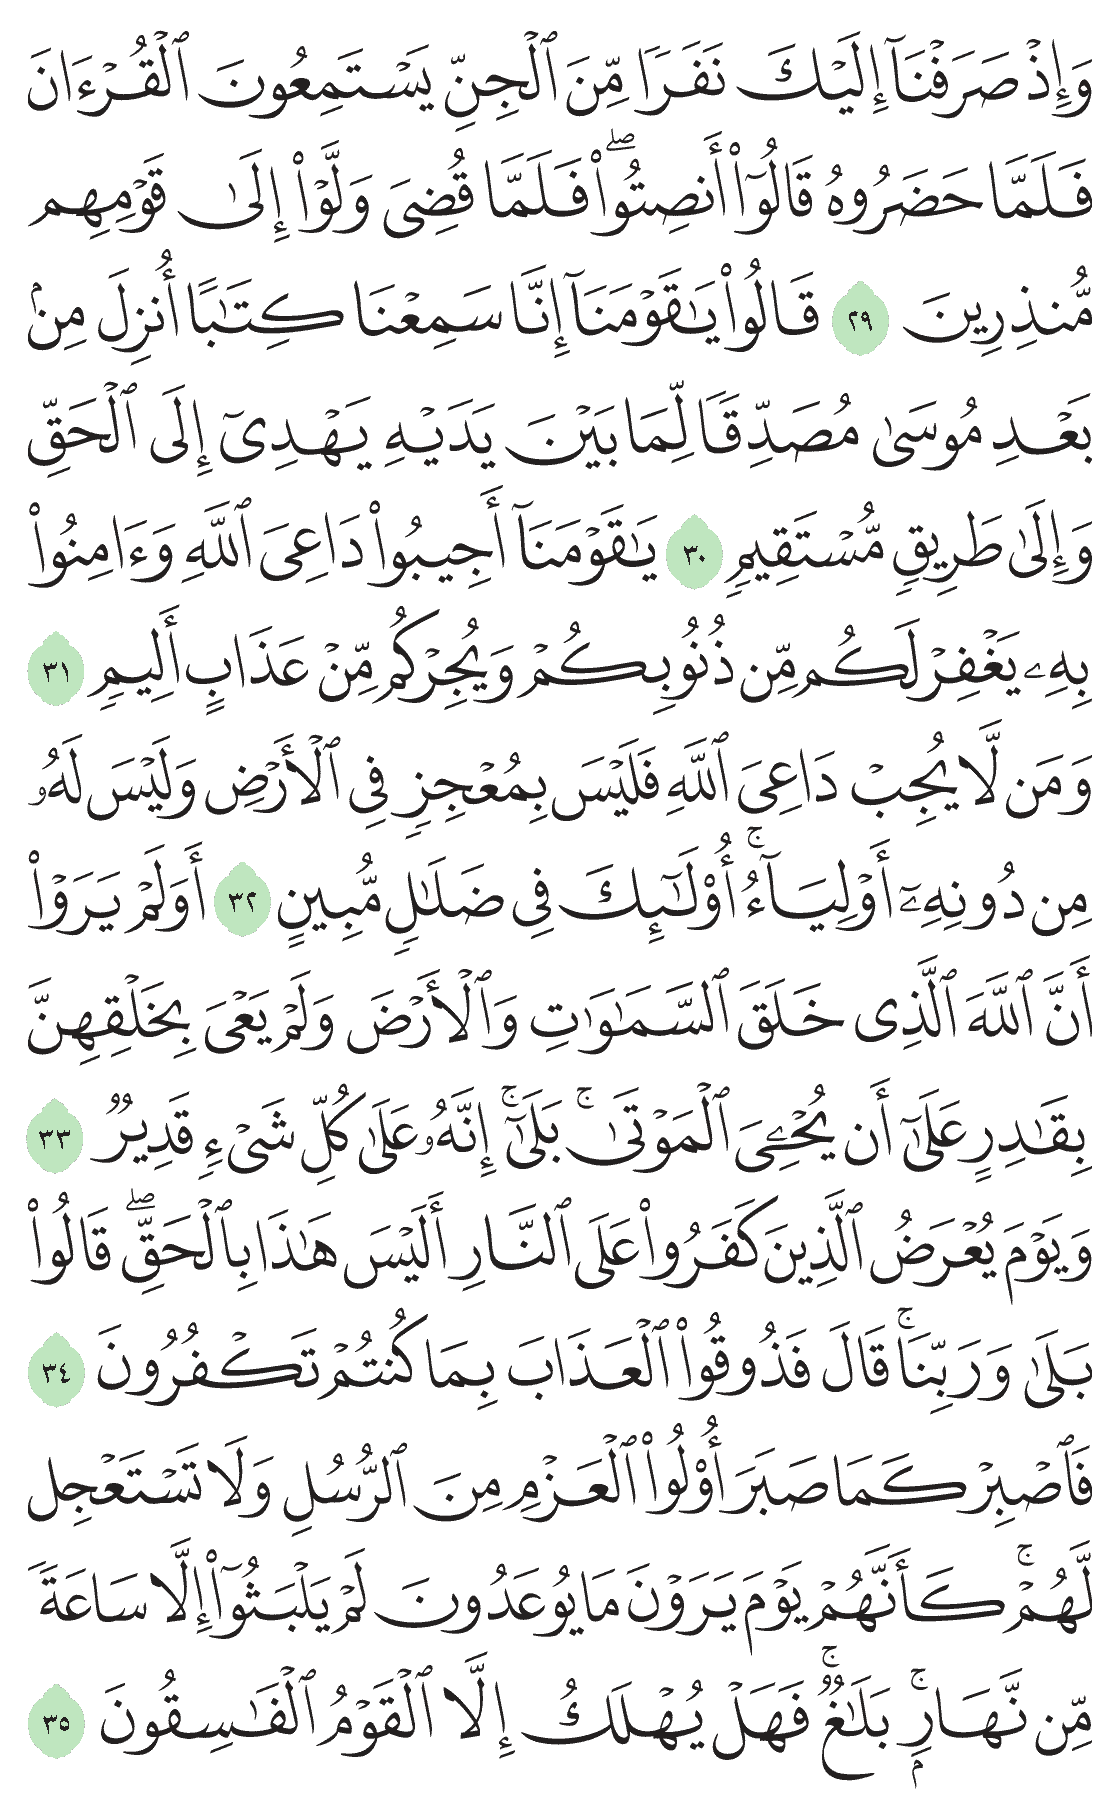 وَإِذْ صَرَفْنَآ إِلَيْكَ نَفَرًا مِّنَ ٱلْجِنِّ يَسْتَمِعُونَ ٱلْقُرْءَانَ
فَلَمَّا حَضَرُوهُ قَالُوٓا۟ أَنصِتُوا۟ ۖ فَلَمَّا قُضِىَ وَلَّوْا۟ إِلَىٰ قَوْمِهِم
مُّنذِرِينَ ٢٩ قَالُوا۟ يَٰقَوْمَنَآ إِنَّا سَمِعْنَا كِتَٰبًا أُنزِلَ مِنۢ
بَعْدِ مُوسَىٰ مُصَدِّقًا لِّمَا بَيْنَ يَدَيْهِ يَهْدِىٓ إِلَى ٱلْحَقِّ
وَإِلَىٰ طَرِيقٍ مُّسْتَقِيمٍ ٣٠ يَٰقَوْمَنَآ أَجِيبُوا۟ دَاعِىَ ٱللَّهِ وَءَامِنُوا۟
بِهِۦ يَغْفِرْ لَكُم مِّن ذُنُوبِكُمْ وَيُجِرْكُم مِّنْ عَذَابٍ أَلِيمٍ ٣١
وَمَن لَّا يُجِبْ دَاعِىَ ٱللَّهِ فَلَيْسَ بِمُعْجِزٍ فِى ٱلْأَرْضِ وَلَيْسَ لَهُۥ
مِن دُونِهِۦٓ أَوْلِيَآءُ ۚ أُو۟لَٰٓئِكَ فِى ضَلَٰلٍ مُّبِينٍ ٣٢ أَوَلَمْ يَرَوْا۟
أَنَّ ٱللَّهَ ٱلَّذِى خَلَقَ ٱلسَّمَٰوَٰتِ وَٱلْأَرْضَ وَلَمْ يَعْىَ بِخَلْقِهِنَّ
بِقَٰدِرٍ عَلَىٰٓ أَن يُحْۦِىَ ٱلْمَوْتَىٰ ۚ بَلَىٰٓ ۚ إِنَّهُۥ عَلَىٰ كُلِّ شَىْءٍ قَدِيرٌ ٣٣
وَيَوْمَ يُعْرَضُ ٱلَّذِينَ كَفَرُوا۟ عَلَى ٱلنَّارِ أَلَيْسَ هَٰذَا بِٱلْحَقِّ ۖ قَالُوا۟
بَلَىٰ وَرَبِّنَا ۚ قَالَ فَذُوقُوا۟ ٱلْعَذَابَ بِمَا كُنتُمْ تَكْفُرُونَ ٣٤
فَٱصْبِرْ كَمَا صَبَرَ أُو۟لُوا۟ ٱلْعَزْمِ مِنَ ٱلرُّسُلِ وَلَا تَسْتَعْجِل
لَّهُمْ ۚ كَأَنَّهُمْ يَوْمَ يَرَوْنَ مَا يُوعَدُونَ لَمْ يَلْبَثُوٓا۟ إِلَّا سَاعَةً
مِّن نَّهَارٍۭ ۚ بَلَٰغٌ ۚ فَهَلْ يُهْلَكُ إِلَّا ٱلْقَوْمُ ٱلْفَٰسِقُونَ ٣٥